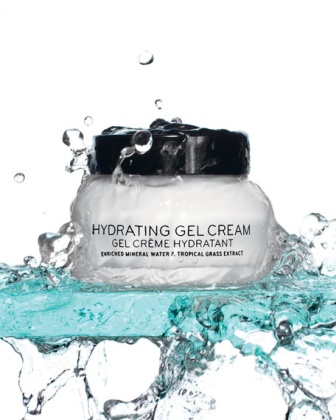 HYDRATING GEL CREAM
GEL CRÈME HYDRATANT
ENRICHED MINERAL WATER /. TROPICAL GRASS EXTRACT